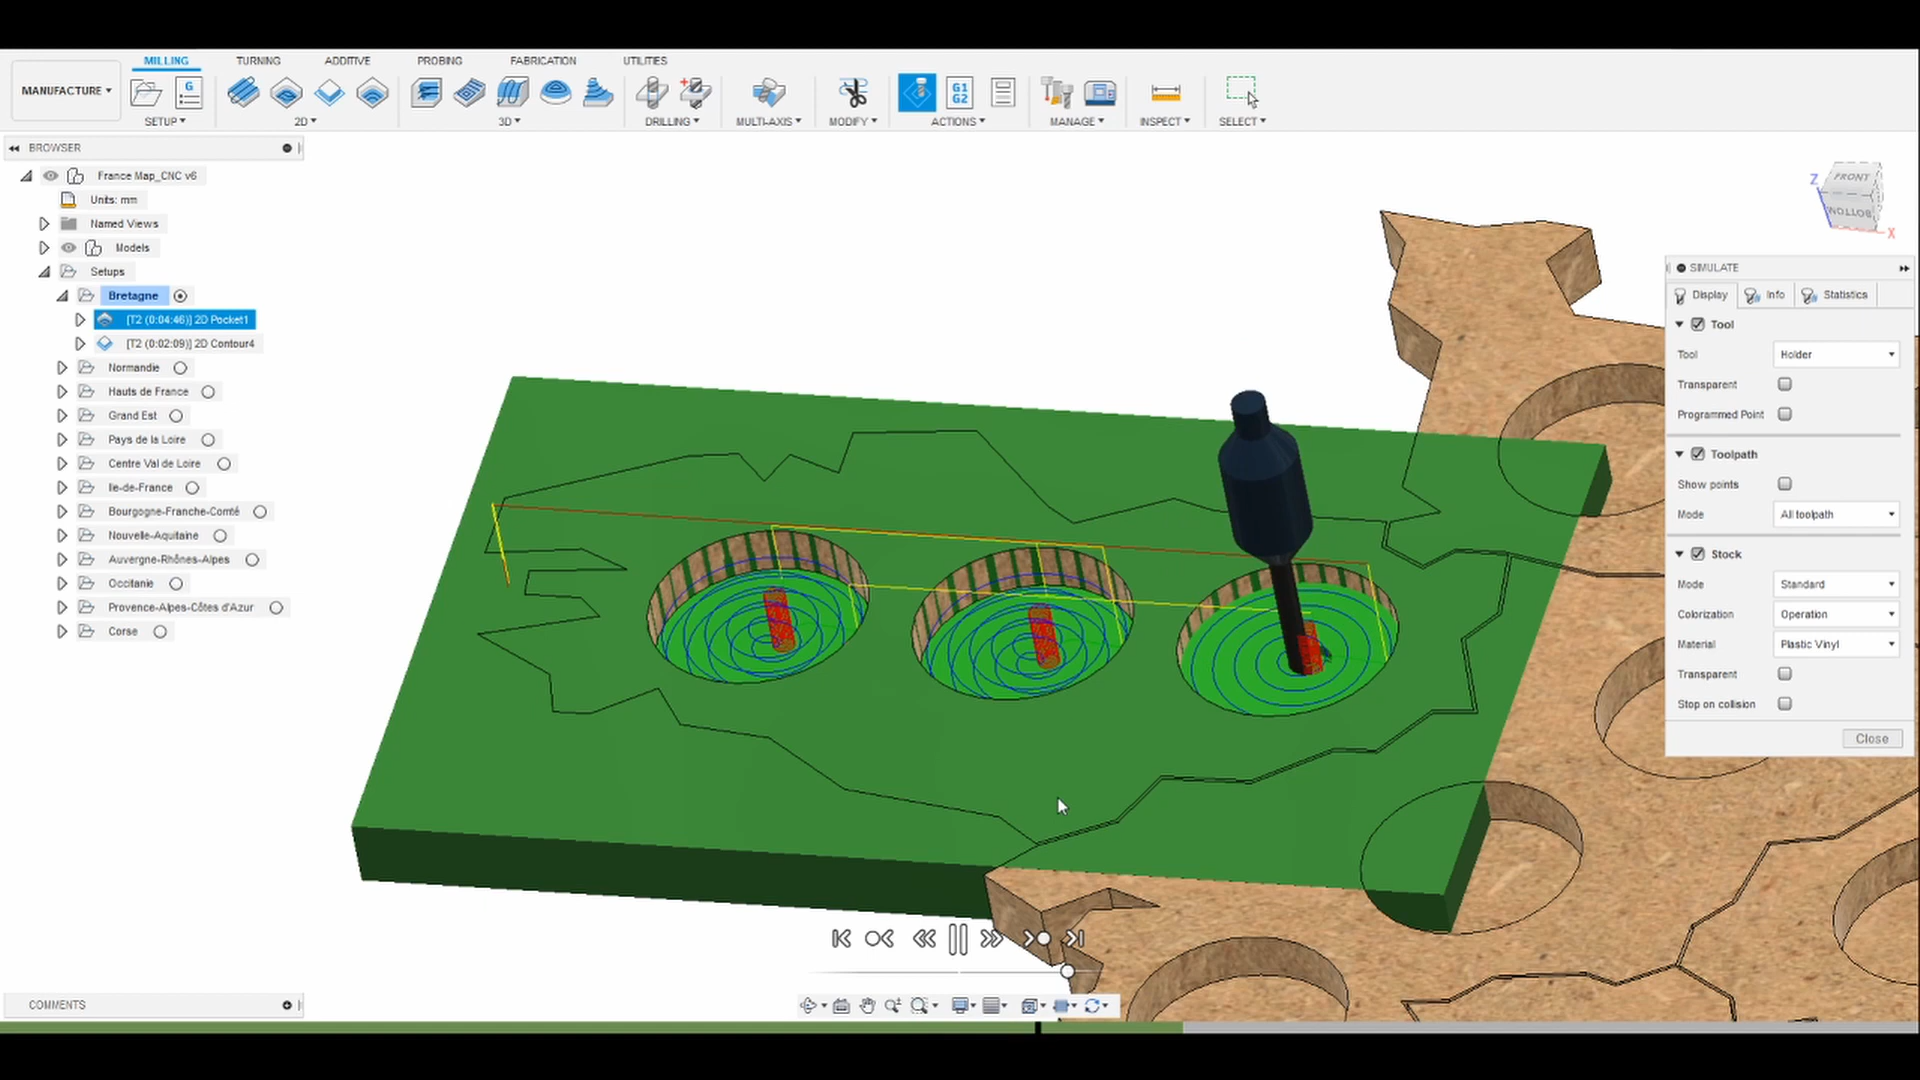 MANUFACTURE
MILLING
TURNING
ADDITIVE
PROBING
FABRICATION
UTILITIES
G
G1
G2
SETUP
2D
3D
DRILLING
MULTI-AXIS
MODIFY
ACTIONS
MANAGE
INSPECT
SELECT
BROWSER
France Map_CNC v6
Units: mm
Named Views
Models
Setups
Bretagne
[T2 (0:04:46)] 2D Pocket1
[T2 (0:02:09)] 2D Contour4
Normandie
Hauts de France
Grand Est
Pays de la Loire
Centre Val de Loire
Ile-de-France
Bourgogne-Franche-Comté
Nouvelle-Aquitaine
Auvergne-Rhônes-Alpes
Occitanie
Provence-Alpes-Côtes d'Azur
Corse
Z
FRONT
BOTTOM
X
SIMULATE
Display
Info
Statistics
Tool
Tool Holder
Transparent
Programmed Point
Toolpath
Show points
Mode All toolpath
Stock
Mode Standard
Colorization Operation
Material Plastic Vinyl
Transparent
Stop on collision
Close
COMMENTS